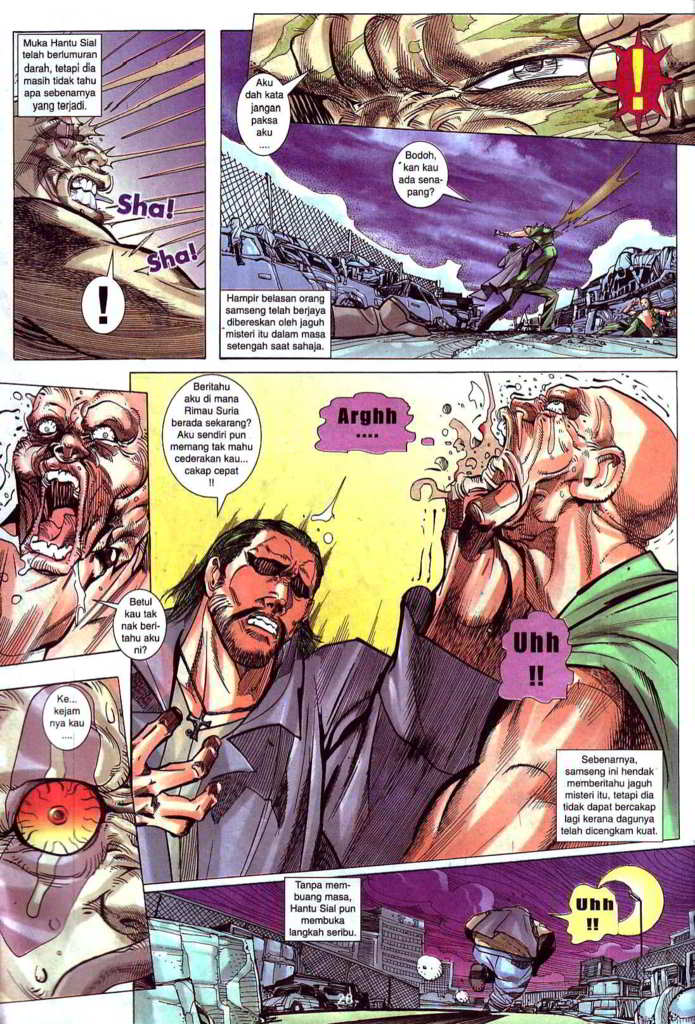 Muka Hantu Sial
telah berlumuran
darah, tetapi dia
masih tidak tahu
apa sebenarnya
yang terjadi.
Sha!
Sha!
!
Aku
dah kata
jangan
paksa
aku
....
!
Bodoh,
kan kau
ada sena-
pang?
Hampir belasan orang
samseng telah berjaya
dibereskan oleh jaguh
misteri itu dalam masa
setengah saat sahaja.
Betul
kau tak
nak beri-
tahu aku
ni?
Beritahu
aku di mana
Rimau Suria
berada sekarang?
Aku sendiri pun
memang tak mahu
cederakan kau...
cakap cepat
!!
Arghh
....
Uhh
!!
Sebenarnya,
samseng ini hendak
memberitahu jaguh
misteri itu, tetapi dia
tidak dapat bercakap
lagi kerana dagunya
telah dicengkam kuat.
Ke...
kejam
nya kau
....
Tanpa mem-
buang masa,
Hantu Sial pun
membuka
langkah seribu.
Uhh
!!
28